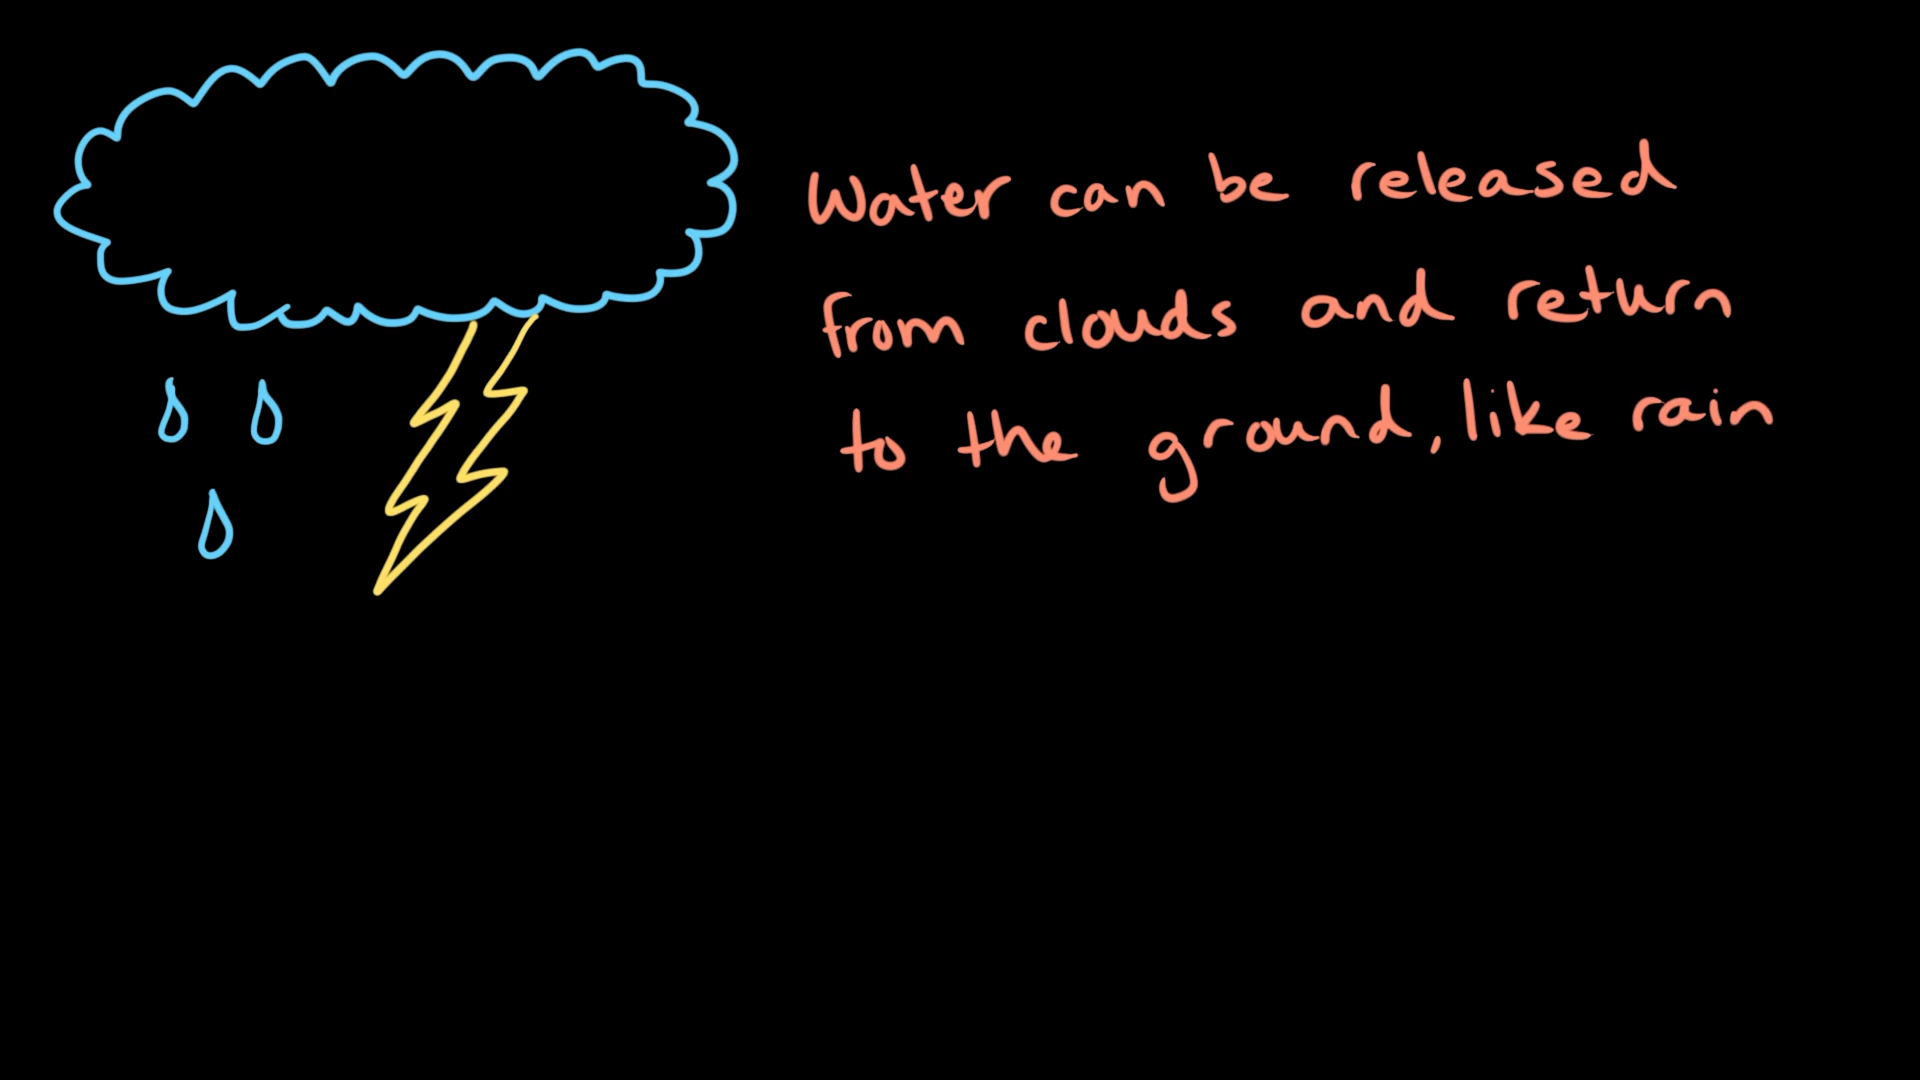 Water can be released
from clouds and return
to the ground, like rain